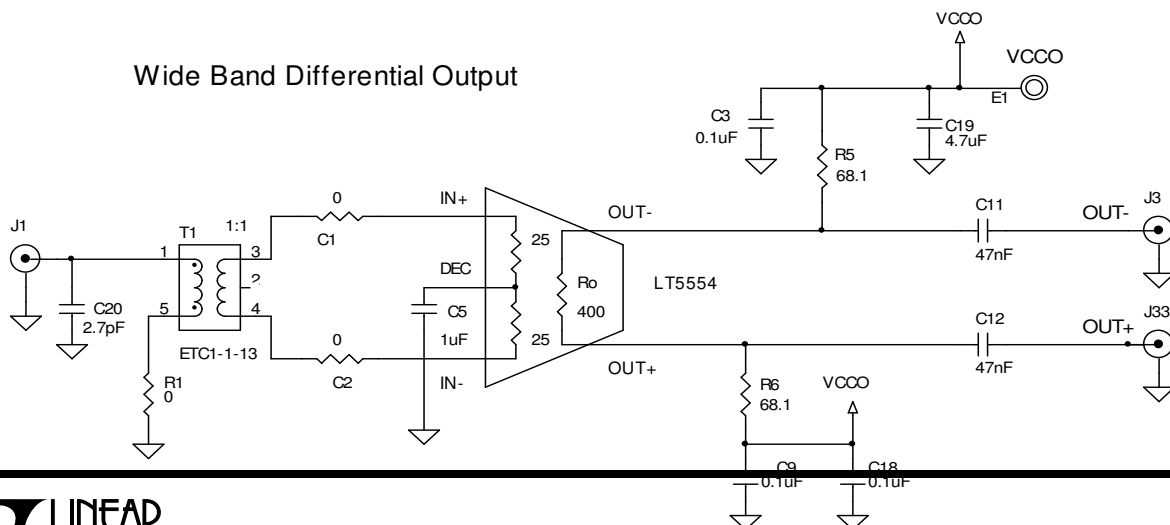 VCCO
VCCO
E1
Wide Band Differential Output
C3
0.1uF
C19
4.7uF
R5
68.1
J1
T1
1:1
0
C1
IN+
OUT-
C11
47nF
OUT-
J3
1
3
2
5
4
C20
2.7pF
ETC1-1-13
DEC
C5
1uF
25
25
Ro
400
LT5554
R1
0
0
C2
IN-
OUT+
C12
47nF
OUT+
J33
R6
68.1
VCCO
C9
0.1uF
C18
0.1uF
LINEAR